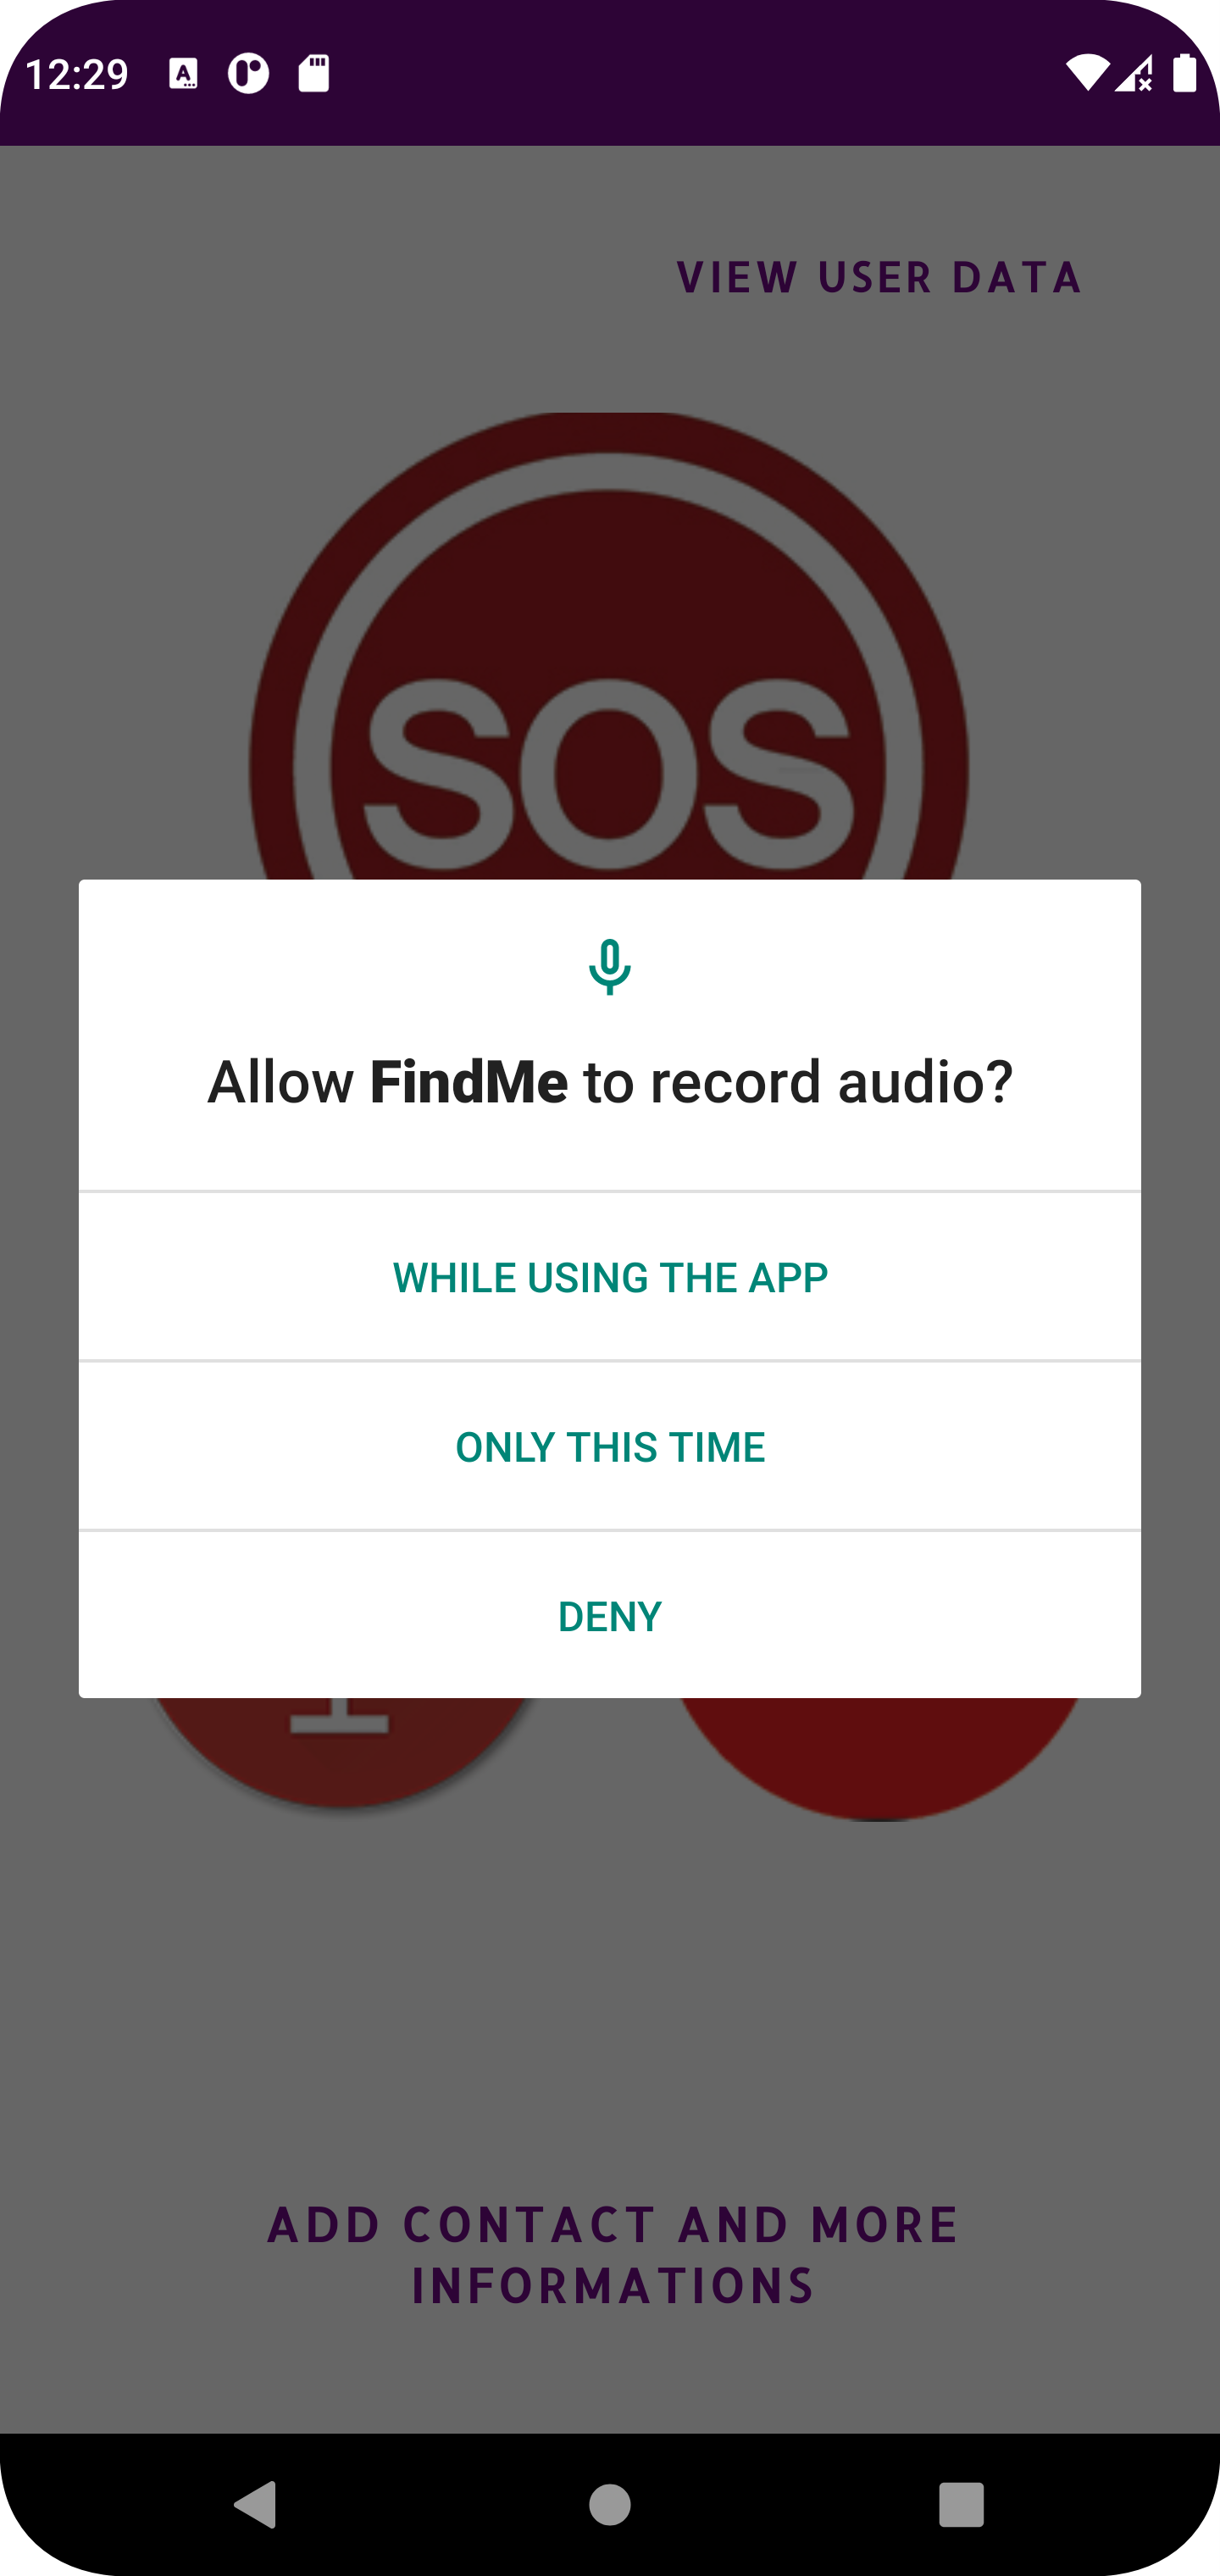 12:29
VIEW USER DATA
SOS
Allow FindMe to record audio?
WHILE USING THE APP
ONLY THIS TIME
DENY
ADD CONTACT AND MORE
INFORMATIONS